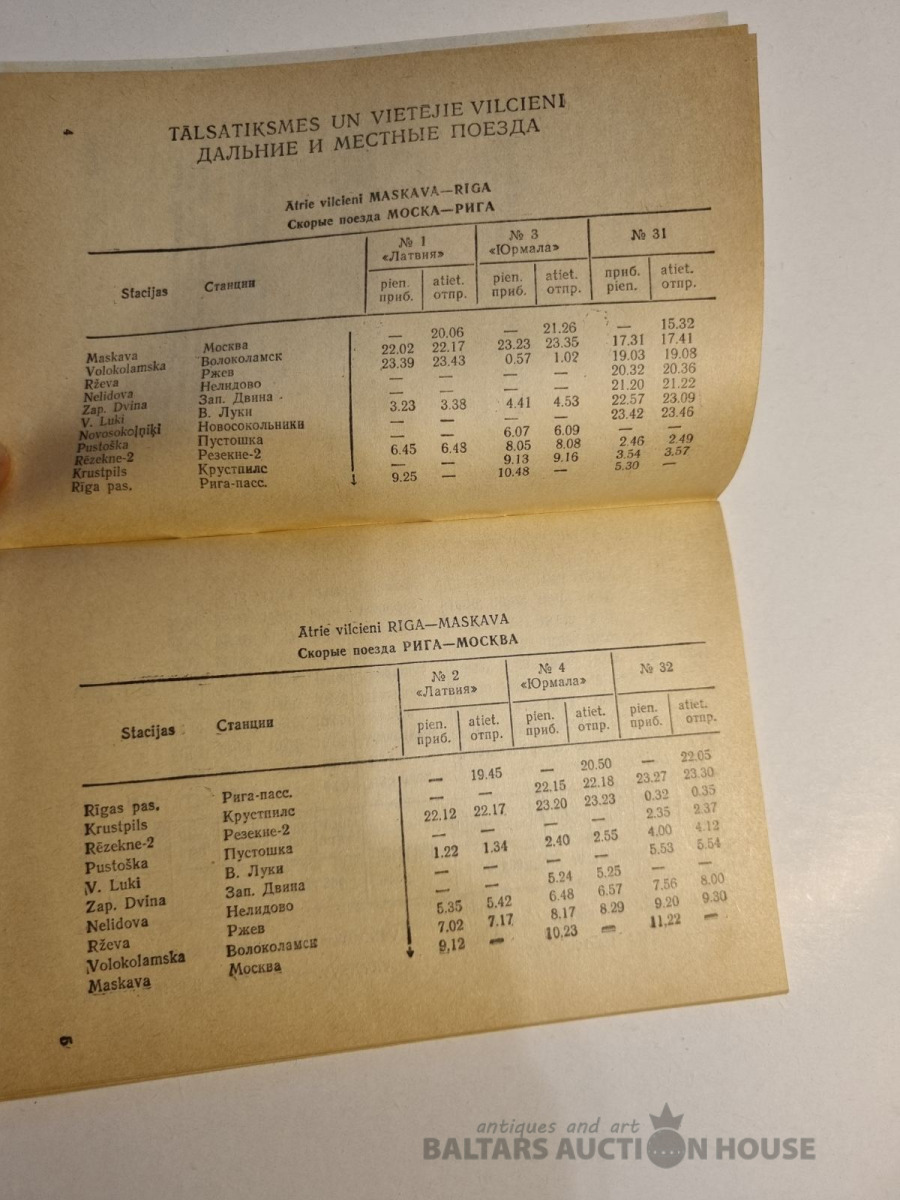 4
TĀLSATIKSMES UN VIETĒJIE VILCIENI
ДАЛЬНИЕ И МЕСТНЫЕ ПОЕЗДА
Ātrie vilcieni MASKAVA—RĪGA
Скорые поезда МОСКА—РИГА
Stacijas Станции № 1 «Латвия» № 3 «Юрмала» № 31
pien. приб. atiet. отпр. pien. приб. atiet. отпр. приб. pien. atiet. отпр.
Maskava Москва — 20.06 — 21.26 — 15.32
Volokolamska Волоколамск 22.02 22.17 23.23 23.35 17.31 17.41
Rževa Ржев 23.39 23.43 0.57 1.02 19.03 19.08
Nelidova Нелидово — — — — 20.32 20.36
Zap. Dvina Зап. Двина — — — — 21.20 21.22
V. Luki В. Луки 3.23 3.38 4.41 4.53 22.57 23.09
Novosokoļņiķi Новосокольники — — — — 23.42 23.46
Pustoška Пустошка — — 6.07 6.09
Rēzekne-2 Резекне-2 6.45 6.48 8.05 8.08 2.46 2.49
Krustpils Крустпилс — — 9.13 9.16 3.54 3.57
Rīga pas. Рига-пасс. 9.25 — 10.48 — 5.30 —
Ātrie vilcieni RĪGA—MASKAVA
Скорые поезда РИГА—МОСКВА
Stacijas Станции № 2 «Латвия» № 4 «Юрмала» № 32
pien. приб. atiet. отпр. pien. приб. atiet. отпр. pien. приб. atiet. отпр.
Rīgas pas. Рига-пасс. — 19.45 — 20.50 — 22.05
Krustpils Крустпилс — — 22.15 22.18 23.27 23.30
Rēzekne-2 Резекне-2 22.12 22.17 23.20 23.23 0.32 0.35
Pustoška Пустошка — — — — 2.35 2.37
V. Luki В. Луки 1.22 1.34 2.40 2.55 4.00 4.12
Zap. Dvina Зап. Двина — — — — 5.53 5.54
Nelidova Нелидово — — 5.24 5.25 — —
Rževa Ржев 5.35 5.42 6.48 6.57 7.56 8.00
Volokolamska Волоколамск 7.02 7.17 8.17 8.29 9.20 9.30
Maskava Москва 9,12 — 10,23 — 11,22 —
5
antiques and art
BALTARS AUCTION HOUSE